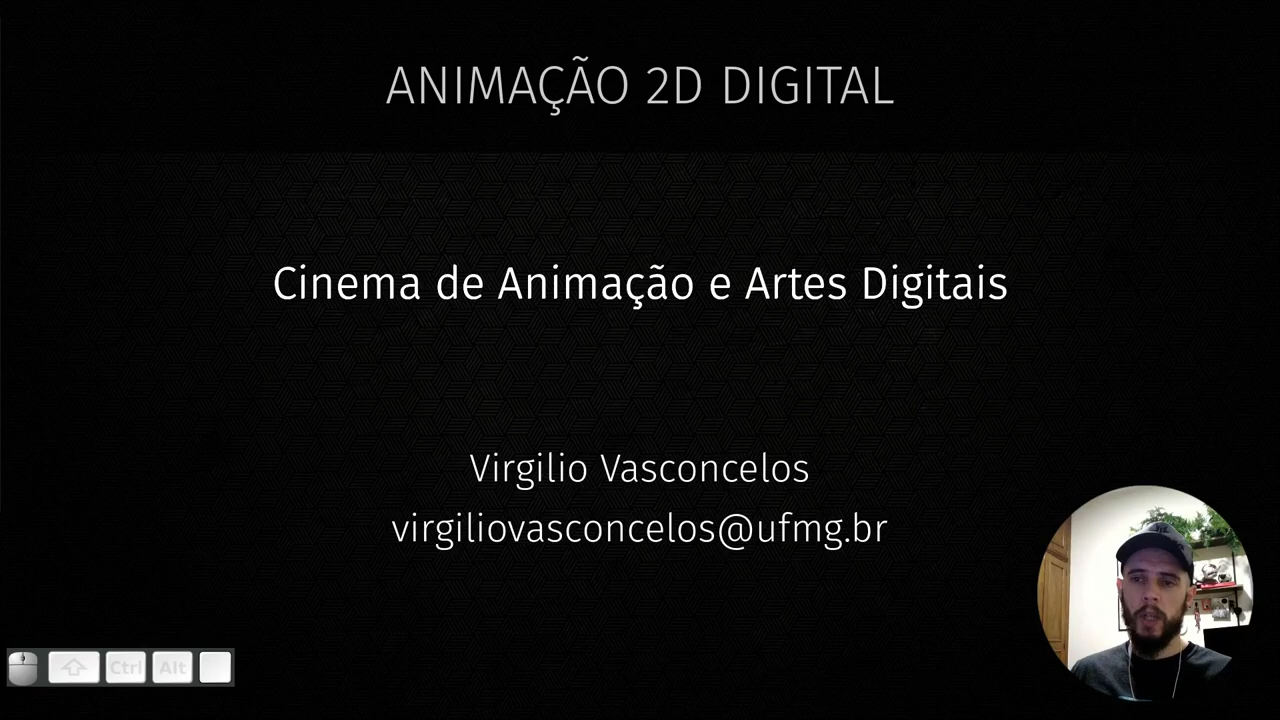 ANIMAÇÃO 2D DIGITAL
Cinema de Animação e Artes Digitais
Virgilio Vasconcelos
virgiliovasconcelos@ufmg.br
Ctrl Alt